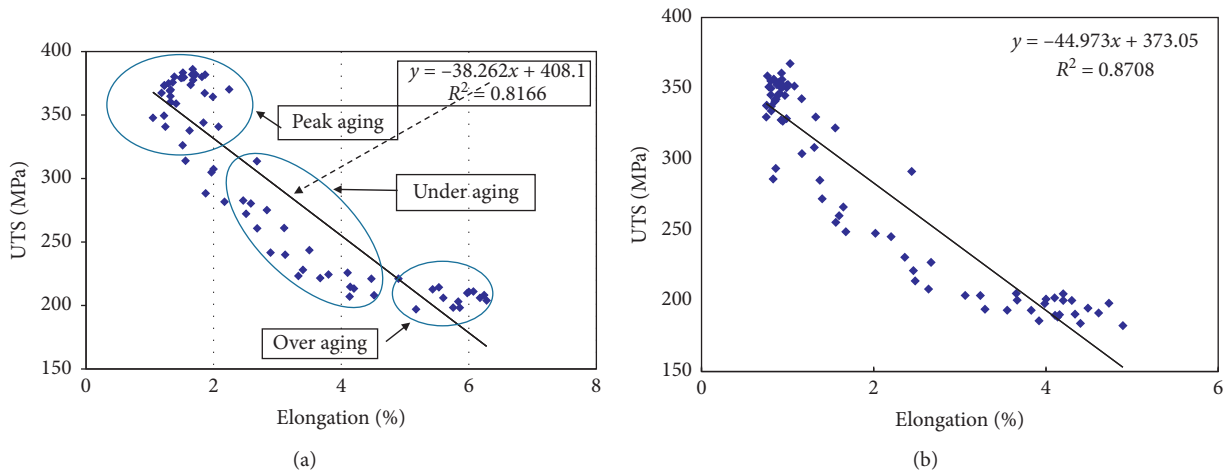 400
350
300
250
200
150
UTS (MPa)
0
2
4
6
8
Elongation (%)
y = –38.262x + 408.1
R² = 0.8166
Peak aging
Under aging
Over aging
(a)
400
350
300
250
200
150
UTS (MPa)
0
2
4
6
Elongation (%)
y = –44.973x + 373.05
R² = 0.8708
(b)